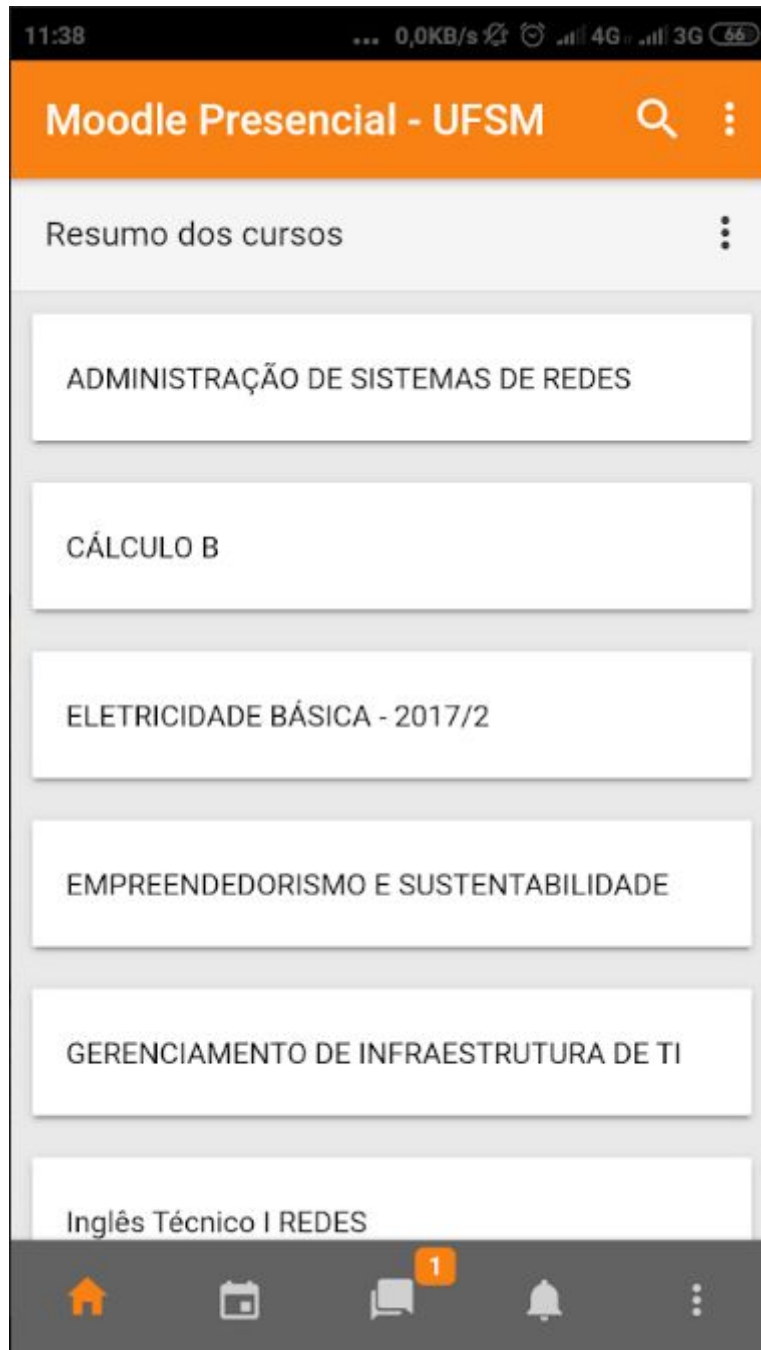 11:38 ... 0,0KB/s 4G 3G 66
Moodle Presencial - UFSM
Resumo dos cursos
ADMINISTRAÇÃO DE SISTEMAS DE REDES
CÁLCULO B
ELETRICIDADE BÁSICA - 2017/2
EMPREENDEDORISMO E SUSTENTABILIDADE
GERENCIAMENTO DE INFRAESTRUTURA DE TI
Inglês Técnico I REDES
1